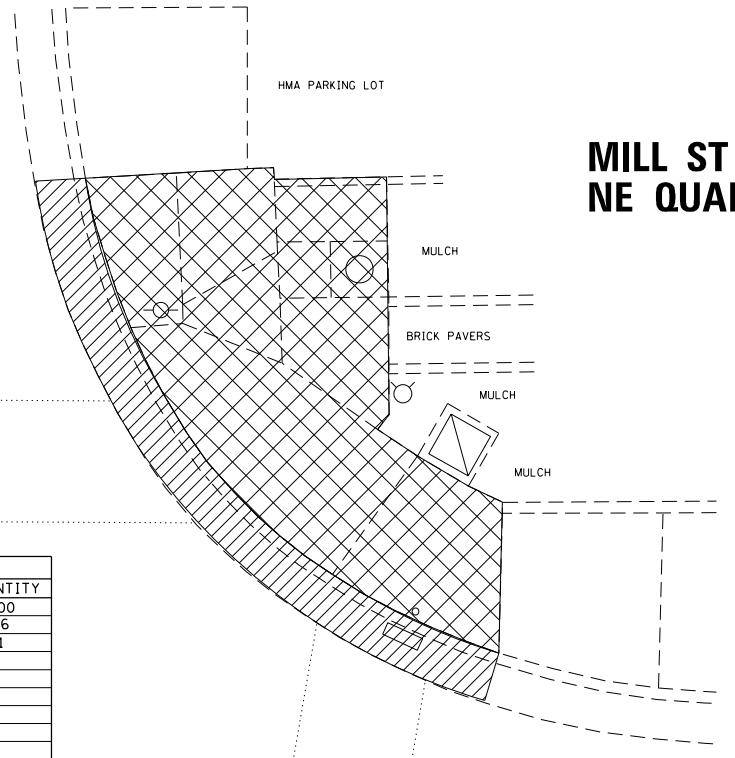 HMA PARKING LOT
MILL ST
NE QUA
MULCH
BRICK PAVERS
MULCH
MULCH
NTITY
00
6
1